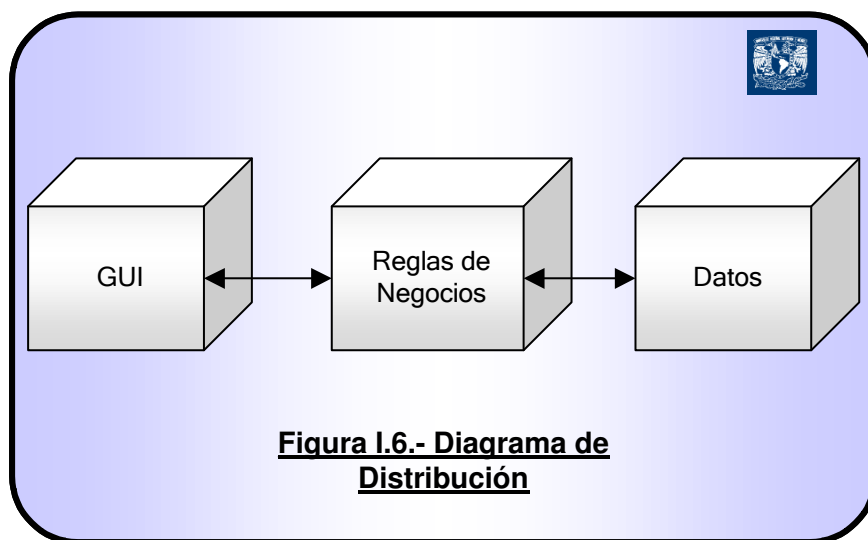 GUI
Reglas de
Negocios
Datos
Figura I.6.- Diagrama de
Distribución